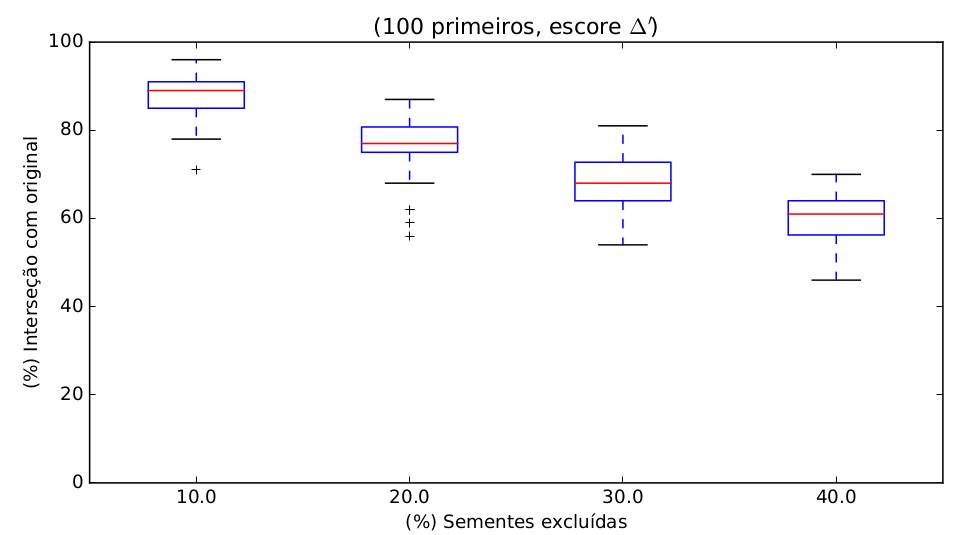 (100 primeiros, escore Δ′)
100
80
60
40
20
0
(%) Interseção com original
10.0 20.0 30.0 40.0
(%) Sementes excluídas